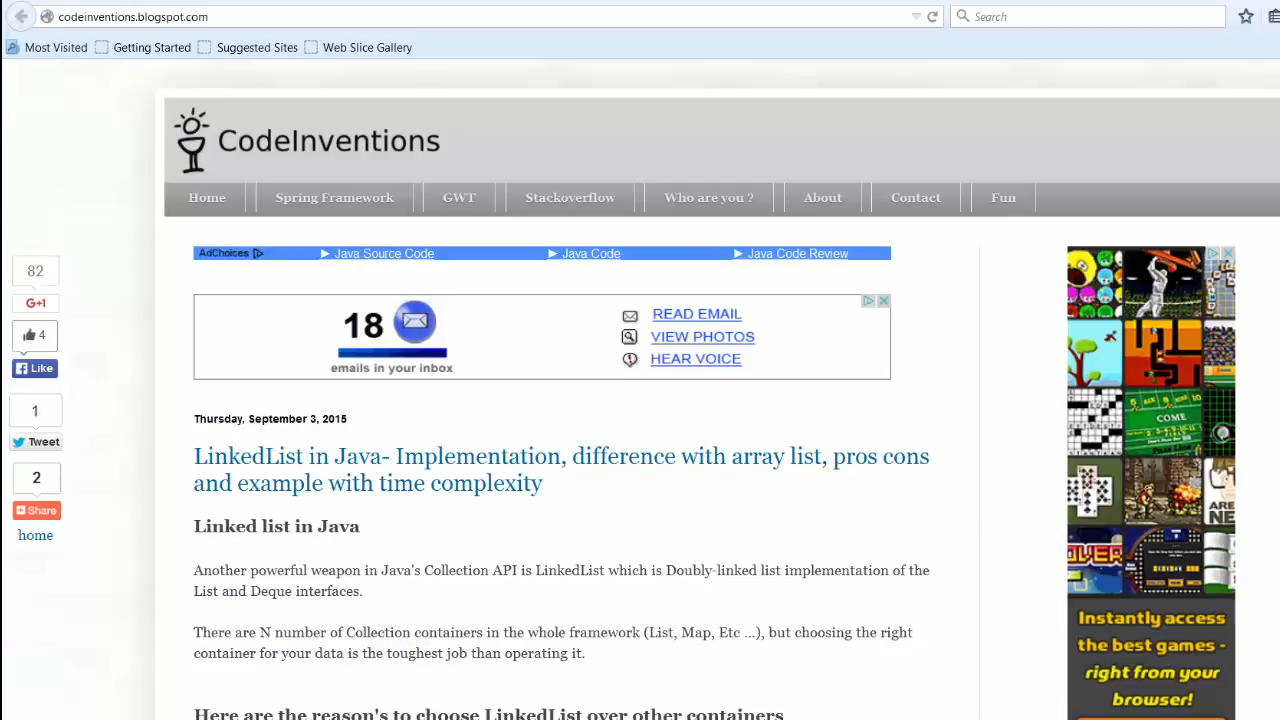 codeinventions.blogspot.com
Search
Most Visited Getting Started Suggested Sites Web Slice Gallery
CodeInventions
Home Spring Framework GWT Stackoverflow Who are you ? About Contact Fun
AdChoices Java Source Code Java Code Java Code Review
82
G+1
4
Like
1
Tweet
2
Share
home
18
emails in your inbox
READ EMAIL
VIEW PHOTOS
HEAR VOICE
Thursday, September 3, 2015
LinkedList in Java- Implementation, difference with array list, pros cons
and example with time complexity
Linked list in Java
Another powerful weapon in Java's Collection API is LinkedList which is Doubly-linked list implementation of the
List and Deque interfaces.
There are N number of Collection containers in the whole framework (List, Map, Etc ...), but choosing the right
container for your data is the toughest job than operating it.
Here are the reason's to choose LinkedList over other containers
COME
ARE
NE
OVER
Instantly access
the best games -
right from your
browser!